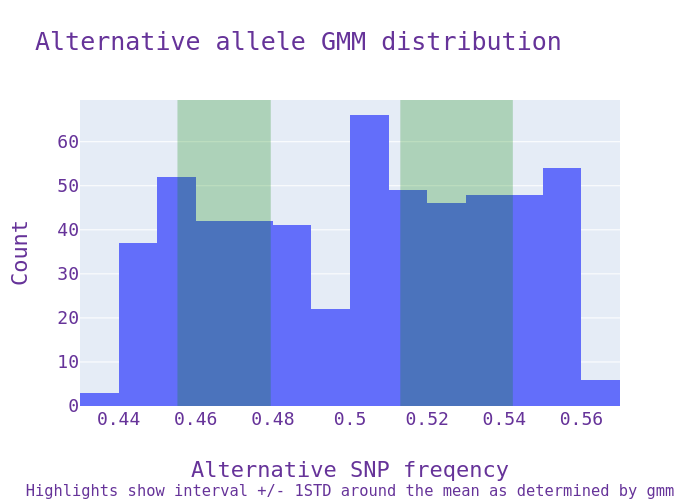 Alternative allele GMM distribution
Count
60
50
40
30
20
10
0
0.44 0.46 0.48 0.5 0.52 0.54 0.56
Alternative SNP freqency
Highlights show interval +/- 1STD around the mean as determined by gmm